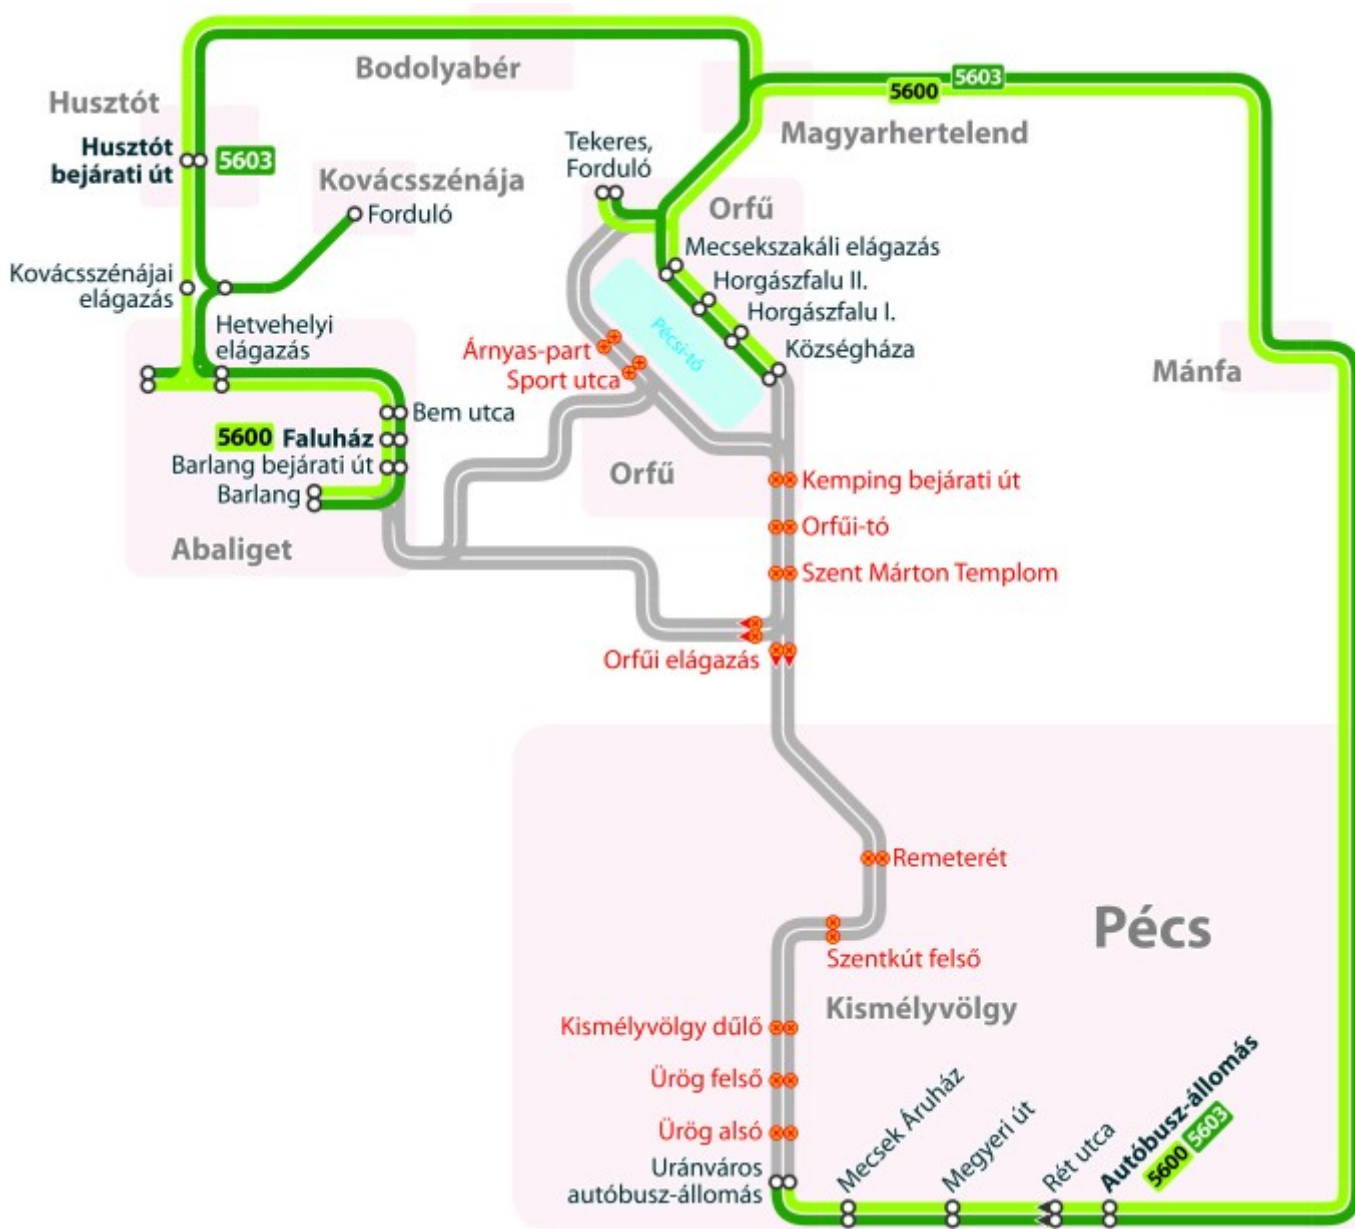 Bodolyabér
5603
5600
Husztót
Magyarhertelend
Husztót
bejárati út
5603
Tekeres,
Forduló
Kovácsszénája
Forduló
Orfű
Mecsekszakáli elágazás
Kovácsszénájai
elágazás
Horgászfalu II.
Horgászfalu I.
Hetvehelyi
elágazás
Pécsi-tó
Árnyas-part
Községháza
Sport utca
Mánfa
Bem utca
5600 Faluház
Barlang bejárati út
Barlang
Orfű
Kemping bejárati út
Orfűi-tó
Abaliget
Szent Márton Templom
Orfűi elágazás
Remeterét
Pécs
Szentkút felső
Kismélyvölgy
Kismélyvölgy dűlő
Ürög felső
Ürög alsó
Uránváros
autóbusz-állomás
Mecsek Áruház
Megyeri út
Rét utca
Autóbusz-állomás
5600 5603